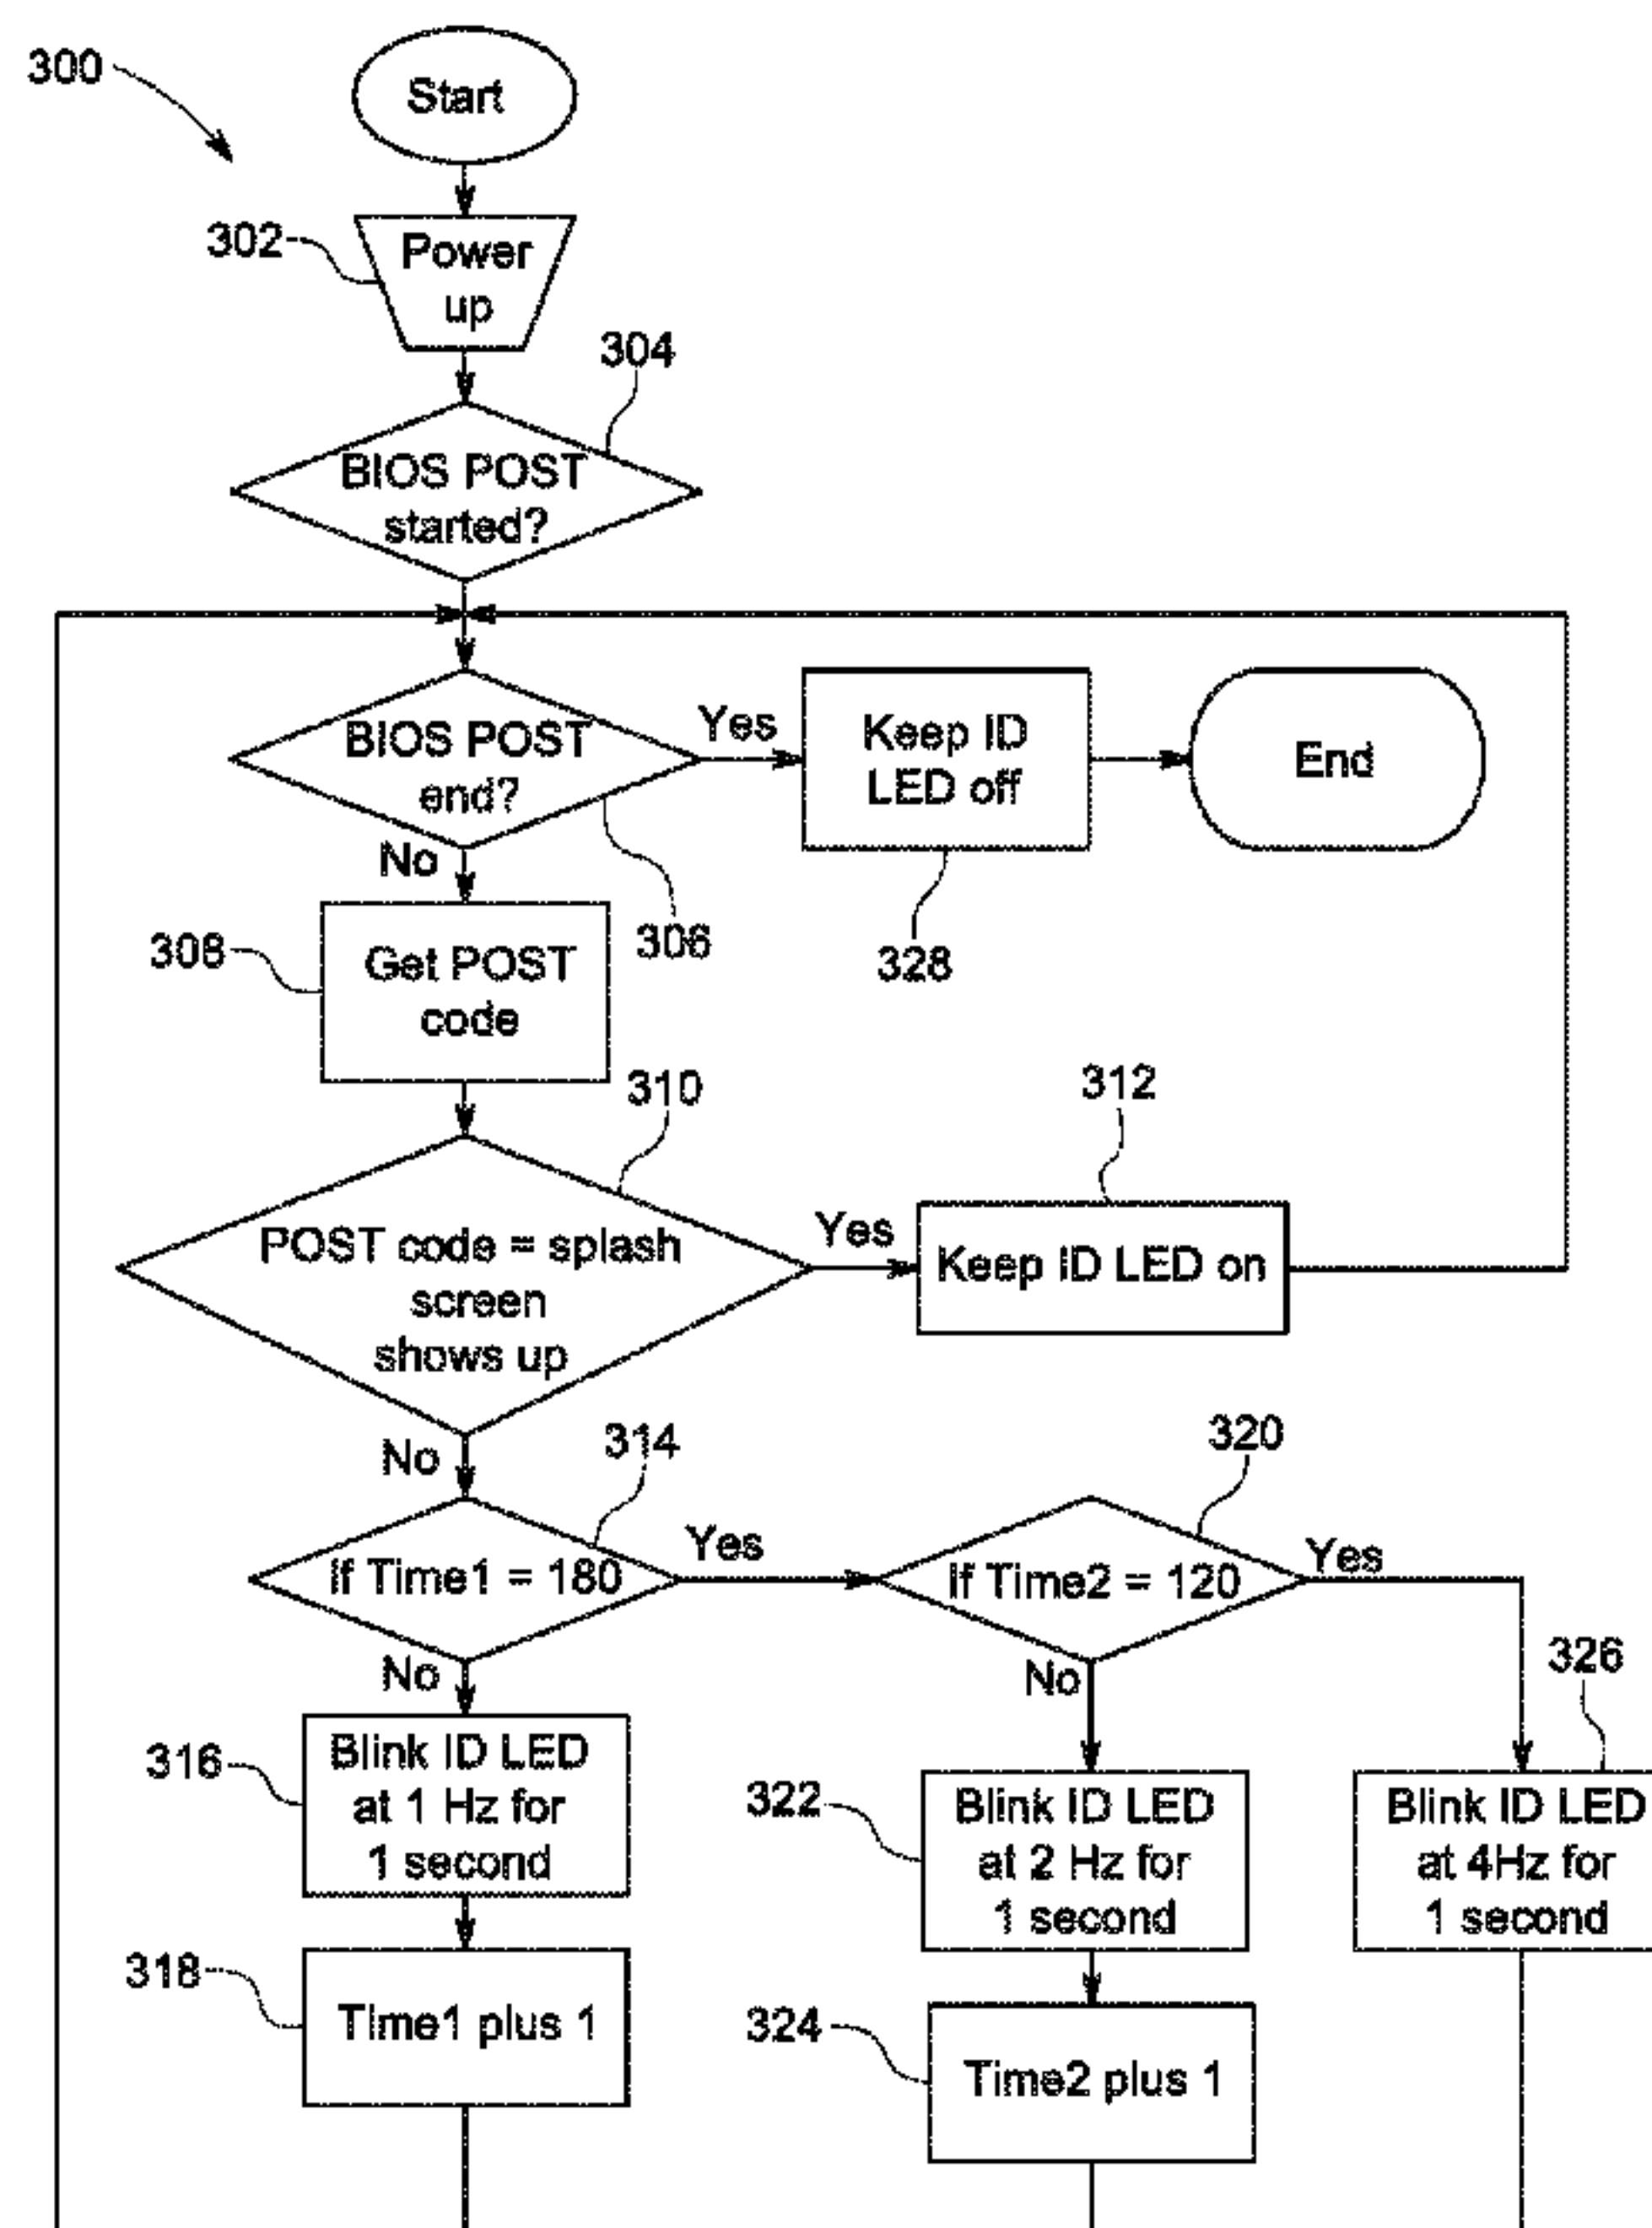 300
Start
302
Power
up
304
BIOS POST
started?
BIOS POST
end?
Yes
Keep ID
LED off
End
No
306
328
308
Get POST
code
310
312
POST code = splash
screen
shows up
Yes
Keep ID LED on
No
314
320
If Time1 = 180
Yes
If Time2 = 120
Yes
No
No
326
316
Blink ID LED
at 1 Hz for
1 second
322
Blink ID LED
at 2 Hz for
1 second
Blink ID LED
at 4Hz for
1 second
318
Time1 plus 1
324
Time2 plus 1